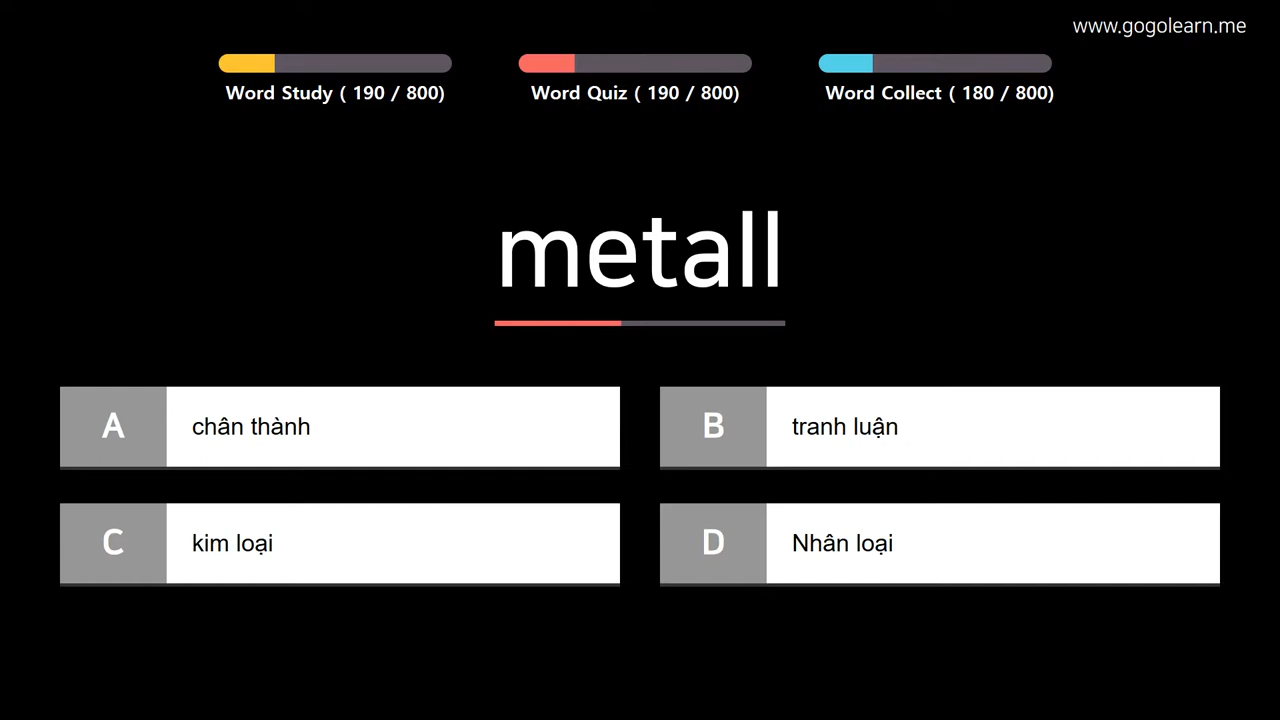 www.gogolearn.me
Word Study ( 190 / 800)
Word Quiz ( 190 / 800)
Word Collect ( 180 / 800)
metall
A chân thành
B tranh luận
C kim loại
D Nhân loại